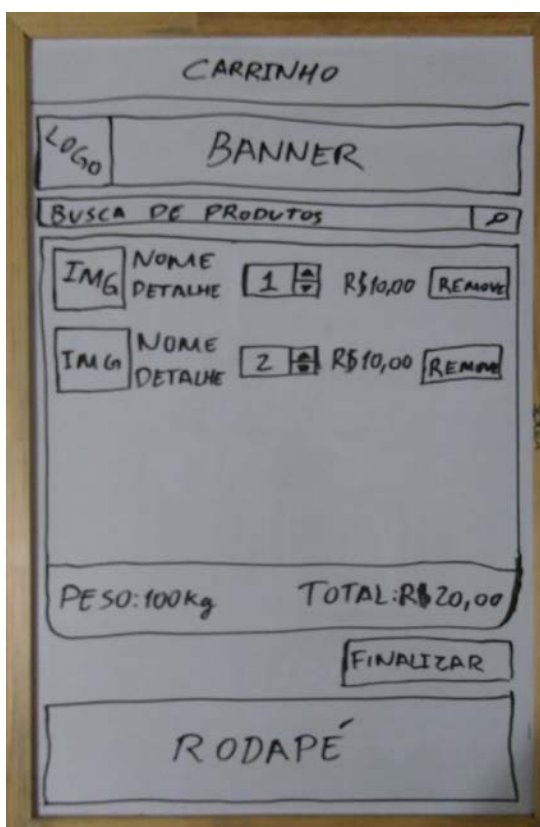 CARRINHO
LOGO BANNER
BUSCA DE PRODUTOS
IMG NOME DETALHE 1 R$10,00 REMOVE
IMG NOME DETALHE 2 R$10,00 REMOVE
PESO:100Kg TOTAL:R$20,00
FINALIZAR
RODAPÉ